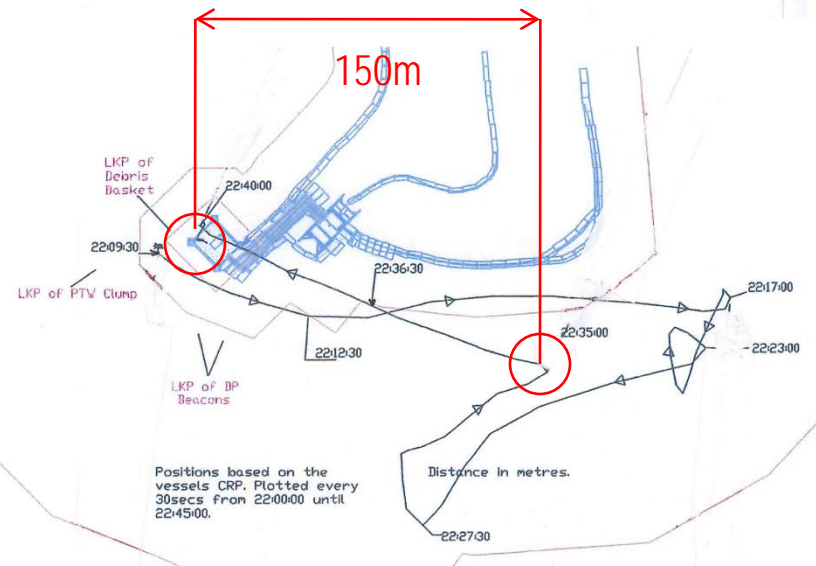 150m
LKP of
Debris
Basket
22:40:00
22:09:30
22:36:30
LKP of PTW Clump
22:17:00
22:35:00
22:12:30
22:23:00
LKP of DP
Beacons
Positions based on the
vessels CRP. Plotted every
30secs from 22:00:00 until
22:45:00.
Distance in metres.
22:27:30